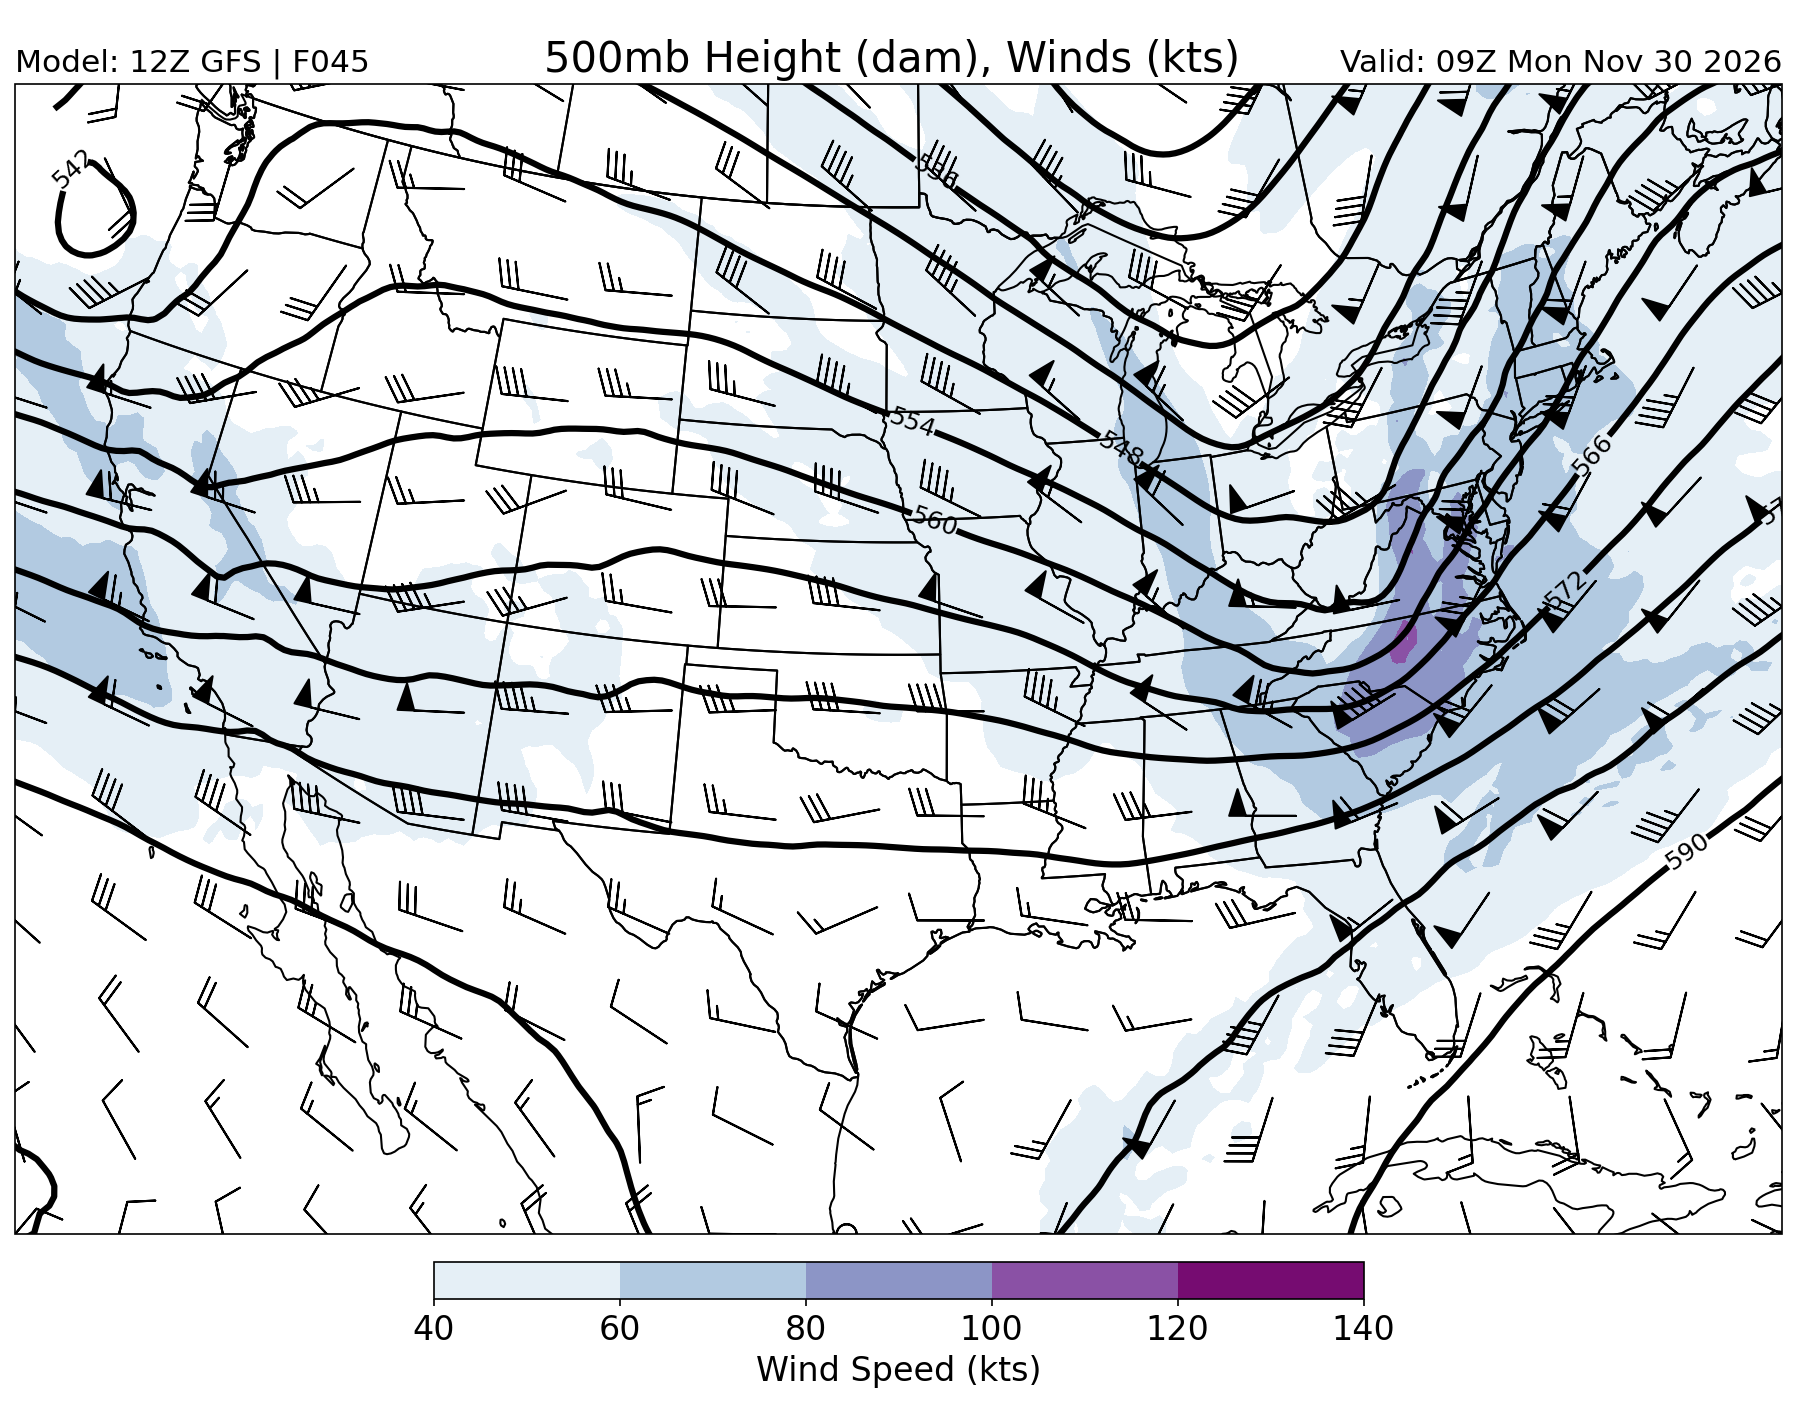 Model: 12Z GFS | F045
500mb Height (dam), Winds (kts)
Valid: 09Z Mon Nov 30 2026
542
536
554
548
560
566
572
590
40 60 80 100 120 140
Wind Speed (kts)